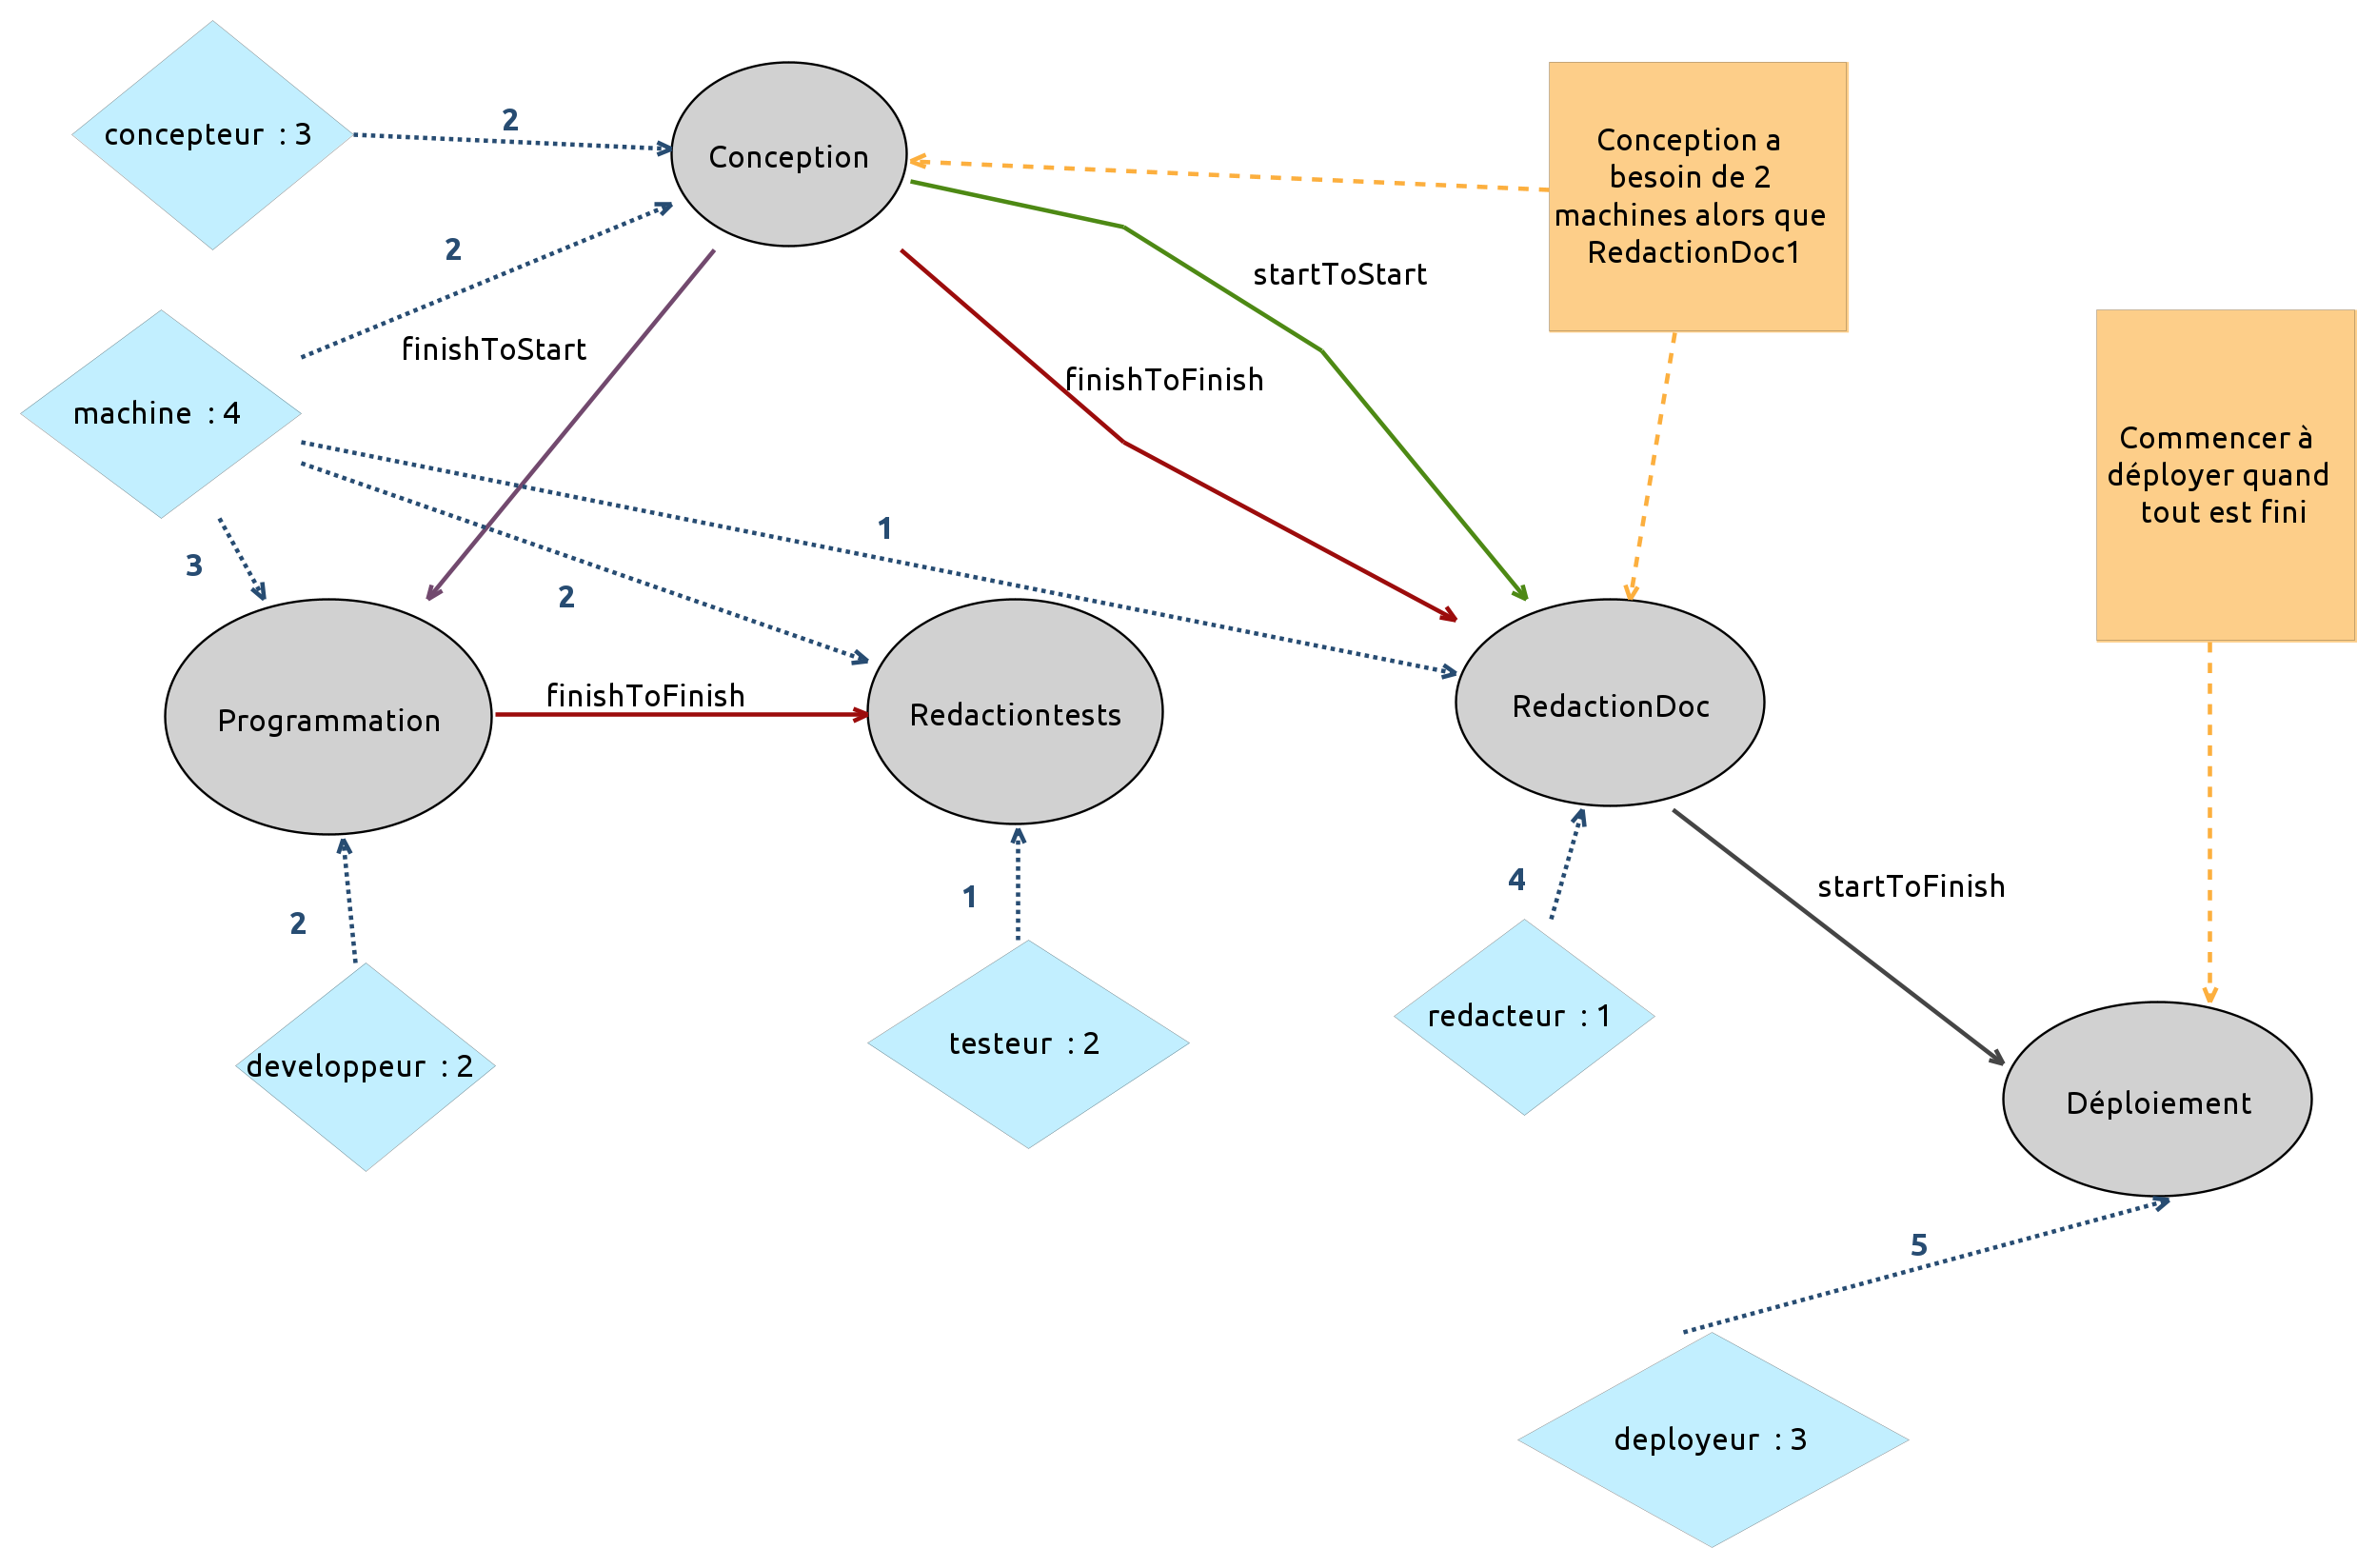 concepteur : 3
2
Conception
Conception a
besoin de 2
machines alors que
RedactionDoc1
2
startToStart
finishToStart
finishToFinish
machine : 4
Commencer à
déployer quand
tout est fini
1
3
2
Programmation
finishToFinish
Redactiontests
RedactionDoc
2
1
4
startToFinish
developpeur : 2
testeur : 2
redacteur : 1
Déploiement
5
deployeur : 3